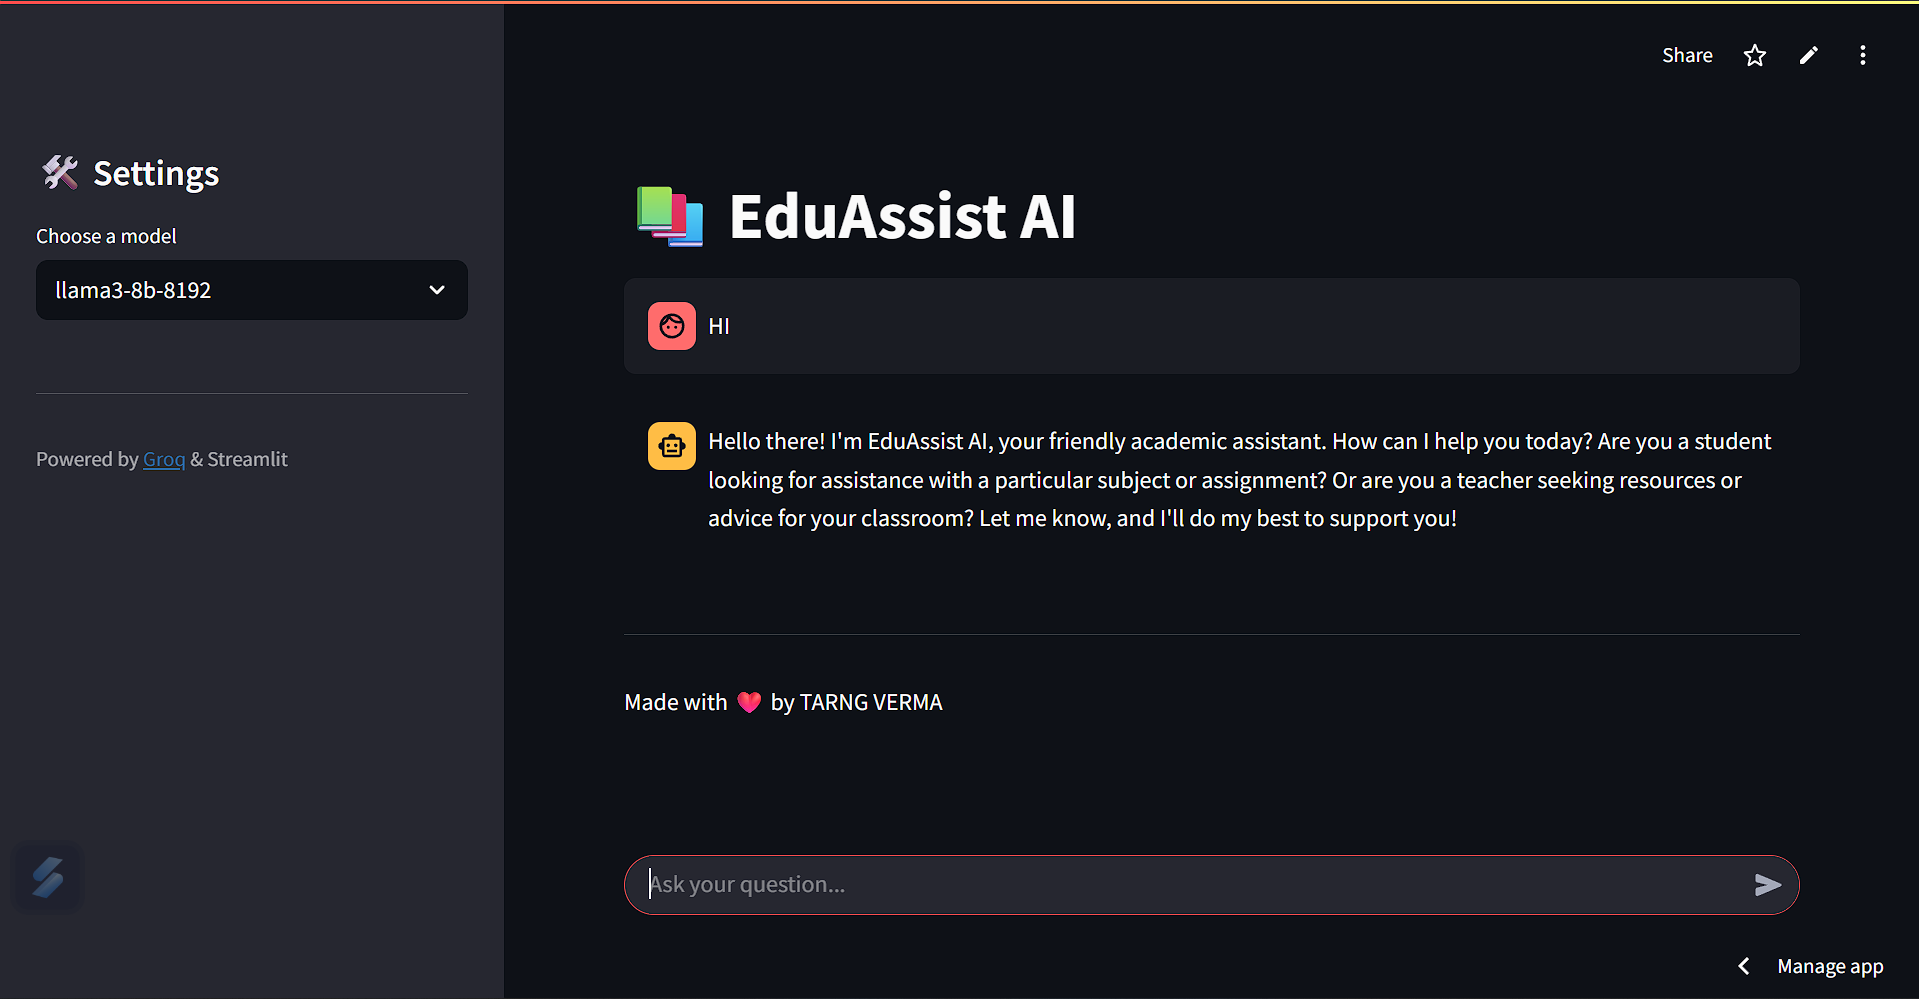 Share
Settings
Choose a model
llama3-8b-8192
Powered by Groq & Streamlit
EduAssist AI
HI
Hello there! I'm EduAssist AI, your friendly academic assistant. How can I help you today? Are you a student
looking for assistance with a particular subject or assignment? Or are you a teacher seeking resources or
advice for your classroom? Let me know, and I'll do my best to support you!
Made with ❤️ by TARNG VERMA
Ask your question...
Manage app